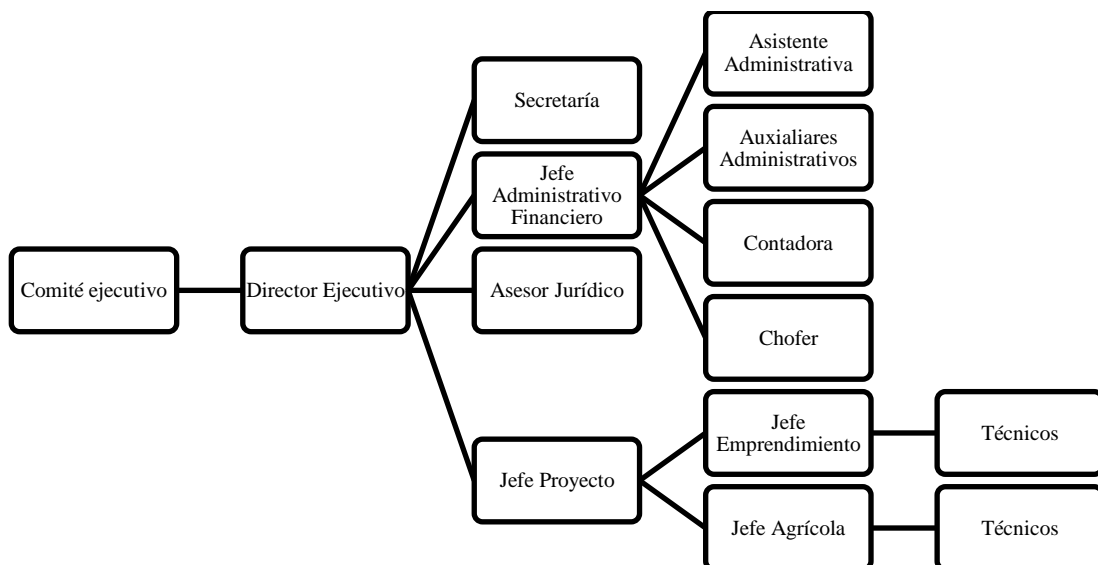 Asistente
Administrativa
Secretaría
Auxialiares
Administrativos
Jefe
Administrativo
Financiero
Contadora
Comité ejecutivo
Director Ejecutivo
Asesor Jurídico
Chofer
Jefe
Emprendimiento
Técnicos
Jefe Proyecto
Jefe Agrícola
Técnicos